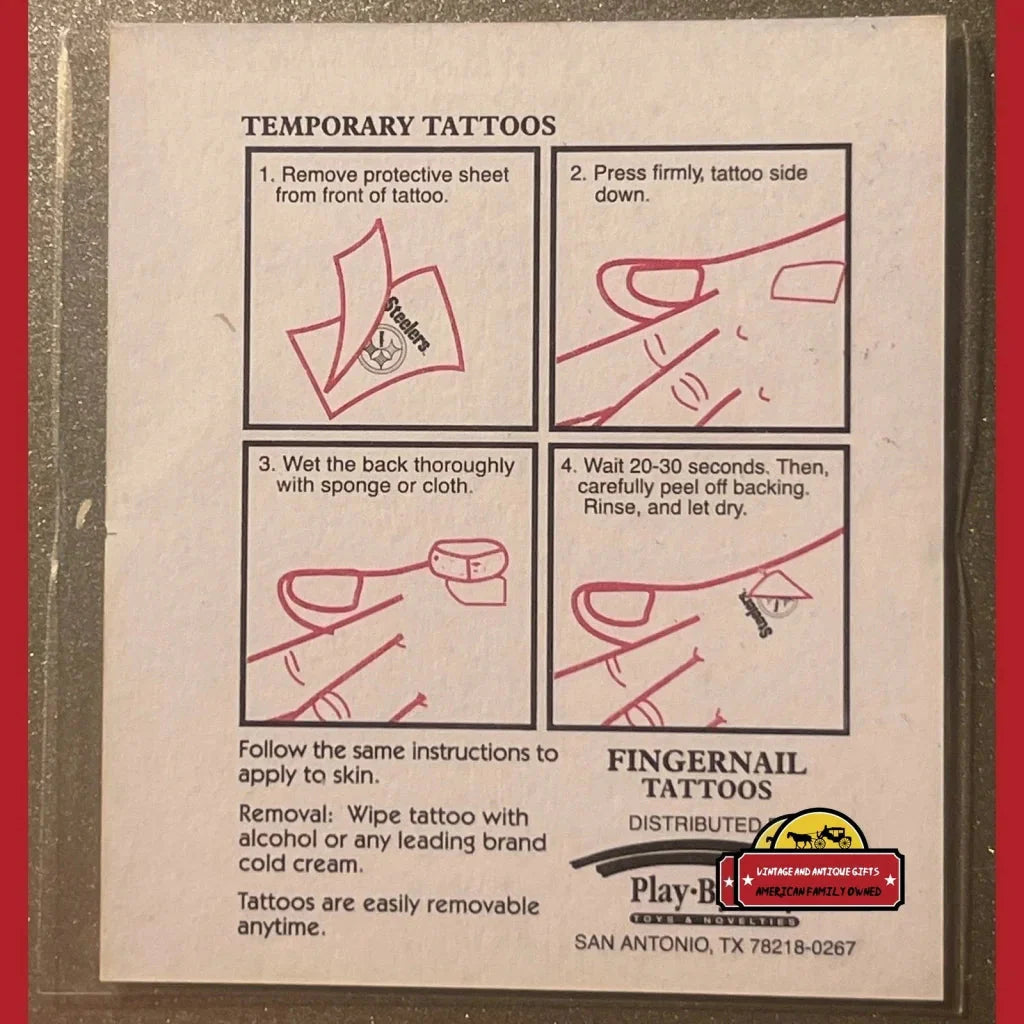 TEMPORARY TATTOOS
1. Remove protective sheet
from front of tattoo.
Steelers
2. Press firmly, tattoo side
down.
3. Wet the back thoroughly
with sponge or cloth.
4. Wait 20-30 seconds. Then,
carefully peel off backing.
Rinse, and let dry.
Steelers
Follow the same instructions to
apply to skin.
Removal: Wipe tattoo with
alcohol or any leading brand
cold cream.
Tattoos are easily removable
anytime.
FINGERNAIL
TATTOOS
DISTRIBUTED
Play·B
TOYS & NOVELTIES
SAN ANTONIO, TX 78218-0267
VINTAGE AND ANTIQUE GIFTS
AMERICAN FAMILY OWNED